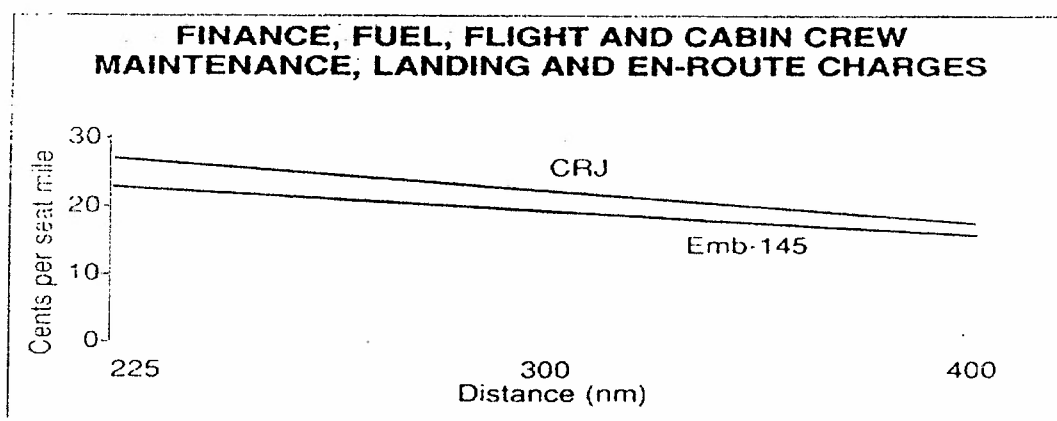 FINANCE, FUEL, FLIGHT AND CABIN CREW
MAINTENANCE, LANDING AND EN-ROUTE CHARGES
Cents per seat mile
30
20
10
0
CRJ
Emb-145
225
300
400
Distance (nm)